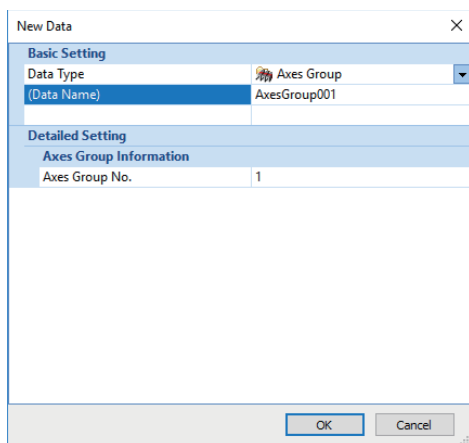 New Data
Basic Setting
Data Type Axes Group
(Data Name) AxesGroup001
Detailed Setting
Axes Group Information
Axes Group No. 1
OK Cancel